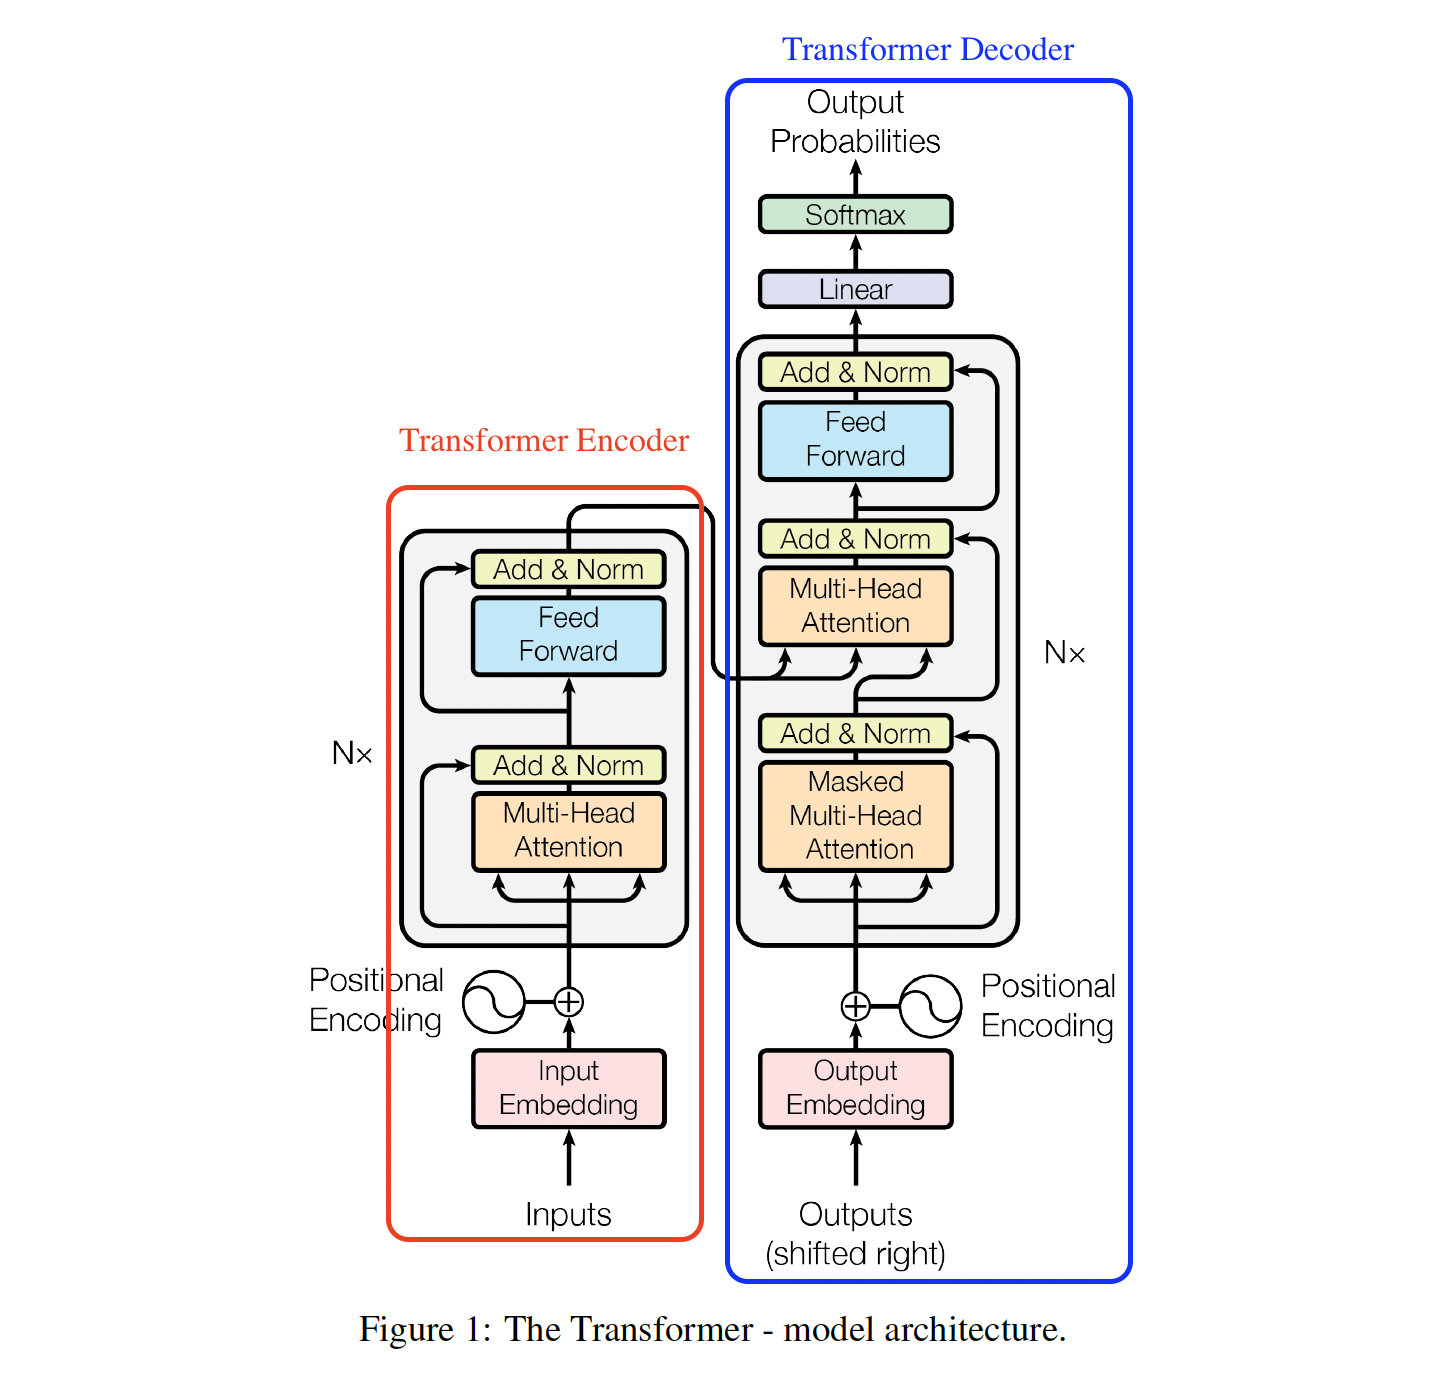 Transformer Decoder
Output
Probabilities
Softmax
Linear
Add & Norm
Feed
Forward
Add & Norm
Multi-Head
Attention
Nx
Add & Norm
Masked
Multi-Head
Attention
Positional
Encoding
Output
Embedding
Outputs
(shifted right)
Transformer Encoder
Add & Norm
Feed
Forward
Nx
Add & Norm
Multi-Head
Attention
Positional
Encoding
Input
Embedding
Inputs
Figure 1: The Transformer - model architecture.